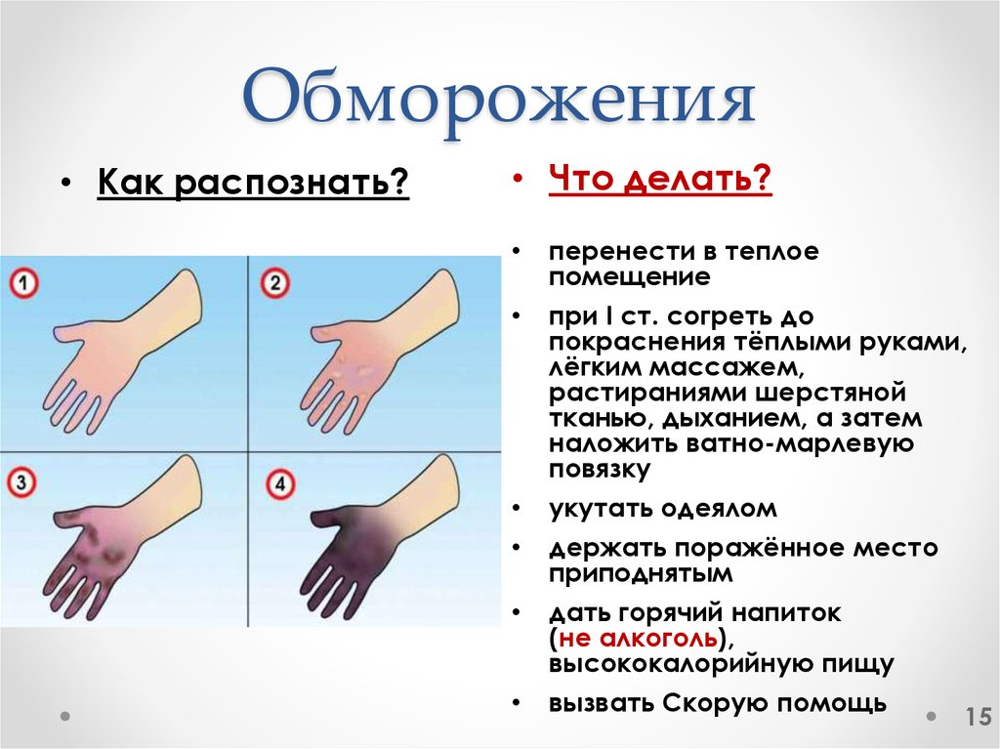 Обморожения
• Как распознать?
1
2
3
4
• Что делать?
• перенести в теплое
помещение
• при I ст. согреть до
покраснения тёплыми руками,
лёгким массажем,
растираниями шерстяной
тканью, дыханием, а затем
наложить ватно-марлевую
повязку
• укутать одеялом
• держать поражённое место
приподнятым
• дать горячий напиток
(не алкоголь),
высококалорийную пищу
• вызвать Скорую помощь
15